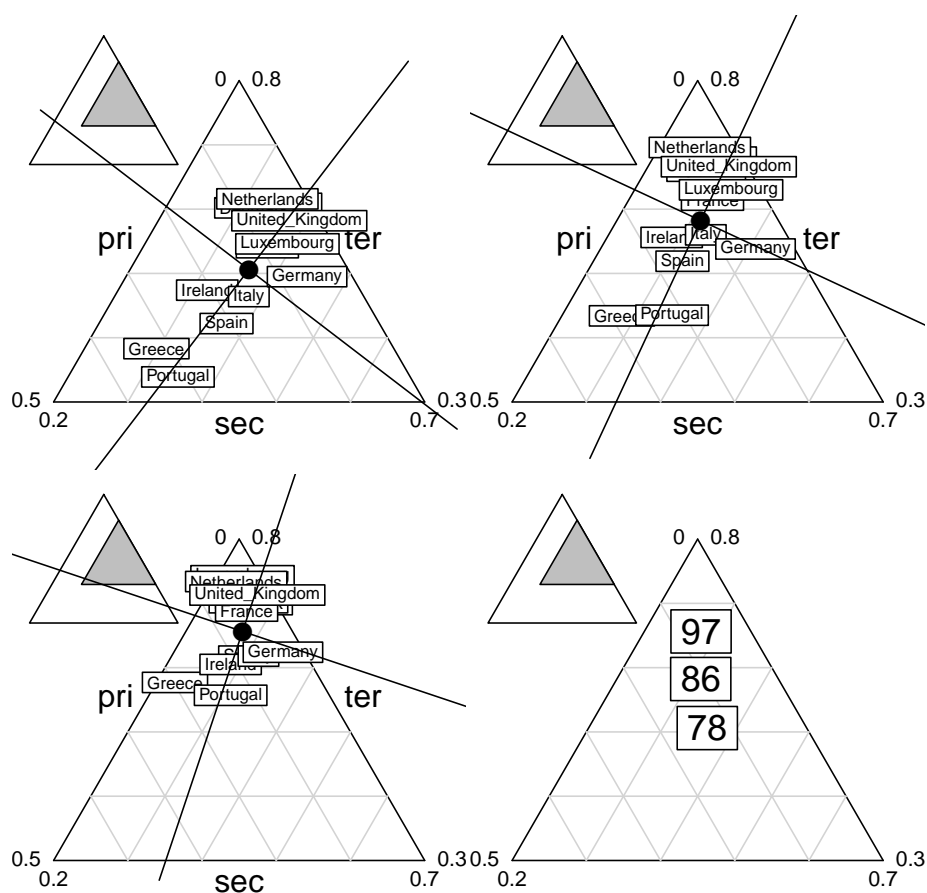 0 0.8
Netherlands
United_Kingdom
pri ter
Luxembourg
Germany
Ireland
Italy
Spain
Greece
Portugal
0.5 0.3
0.2 sec 0.7
0 0.8
Netherlands
United_Kingdom
Luxembourg
France
pri ter
Italy
Germany
Spain
Portugal
0.5 0.3
0.2 sec 0.7
0 0.8
Netherlands
United_Kingdom
France
Germany
Ireland
pri ter
Greece
Portugal
0.5 0.3
0.2 sec 0.7
0 0.8
97
86
78
0.5 0.3
0.2 0.7